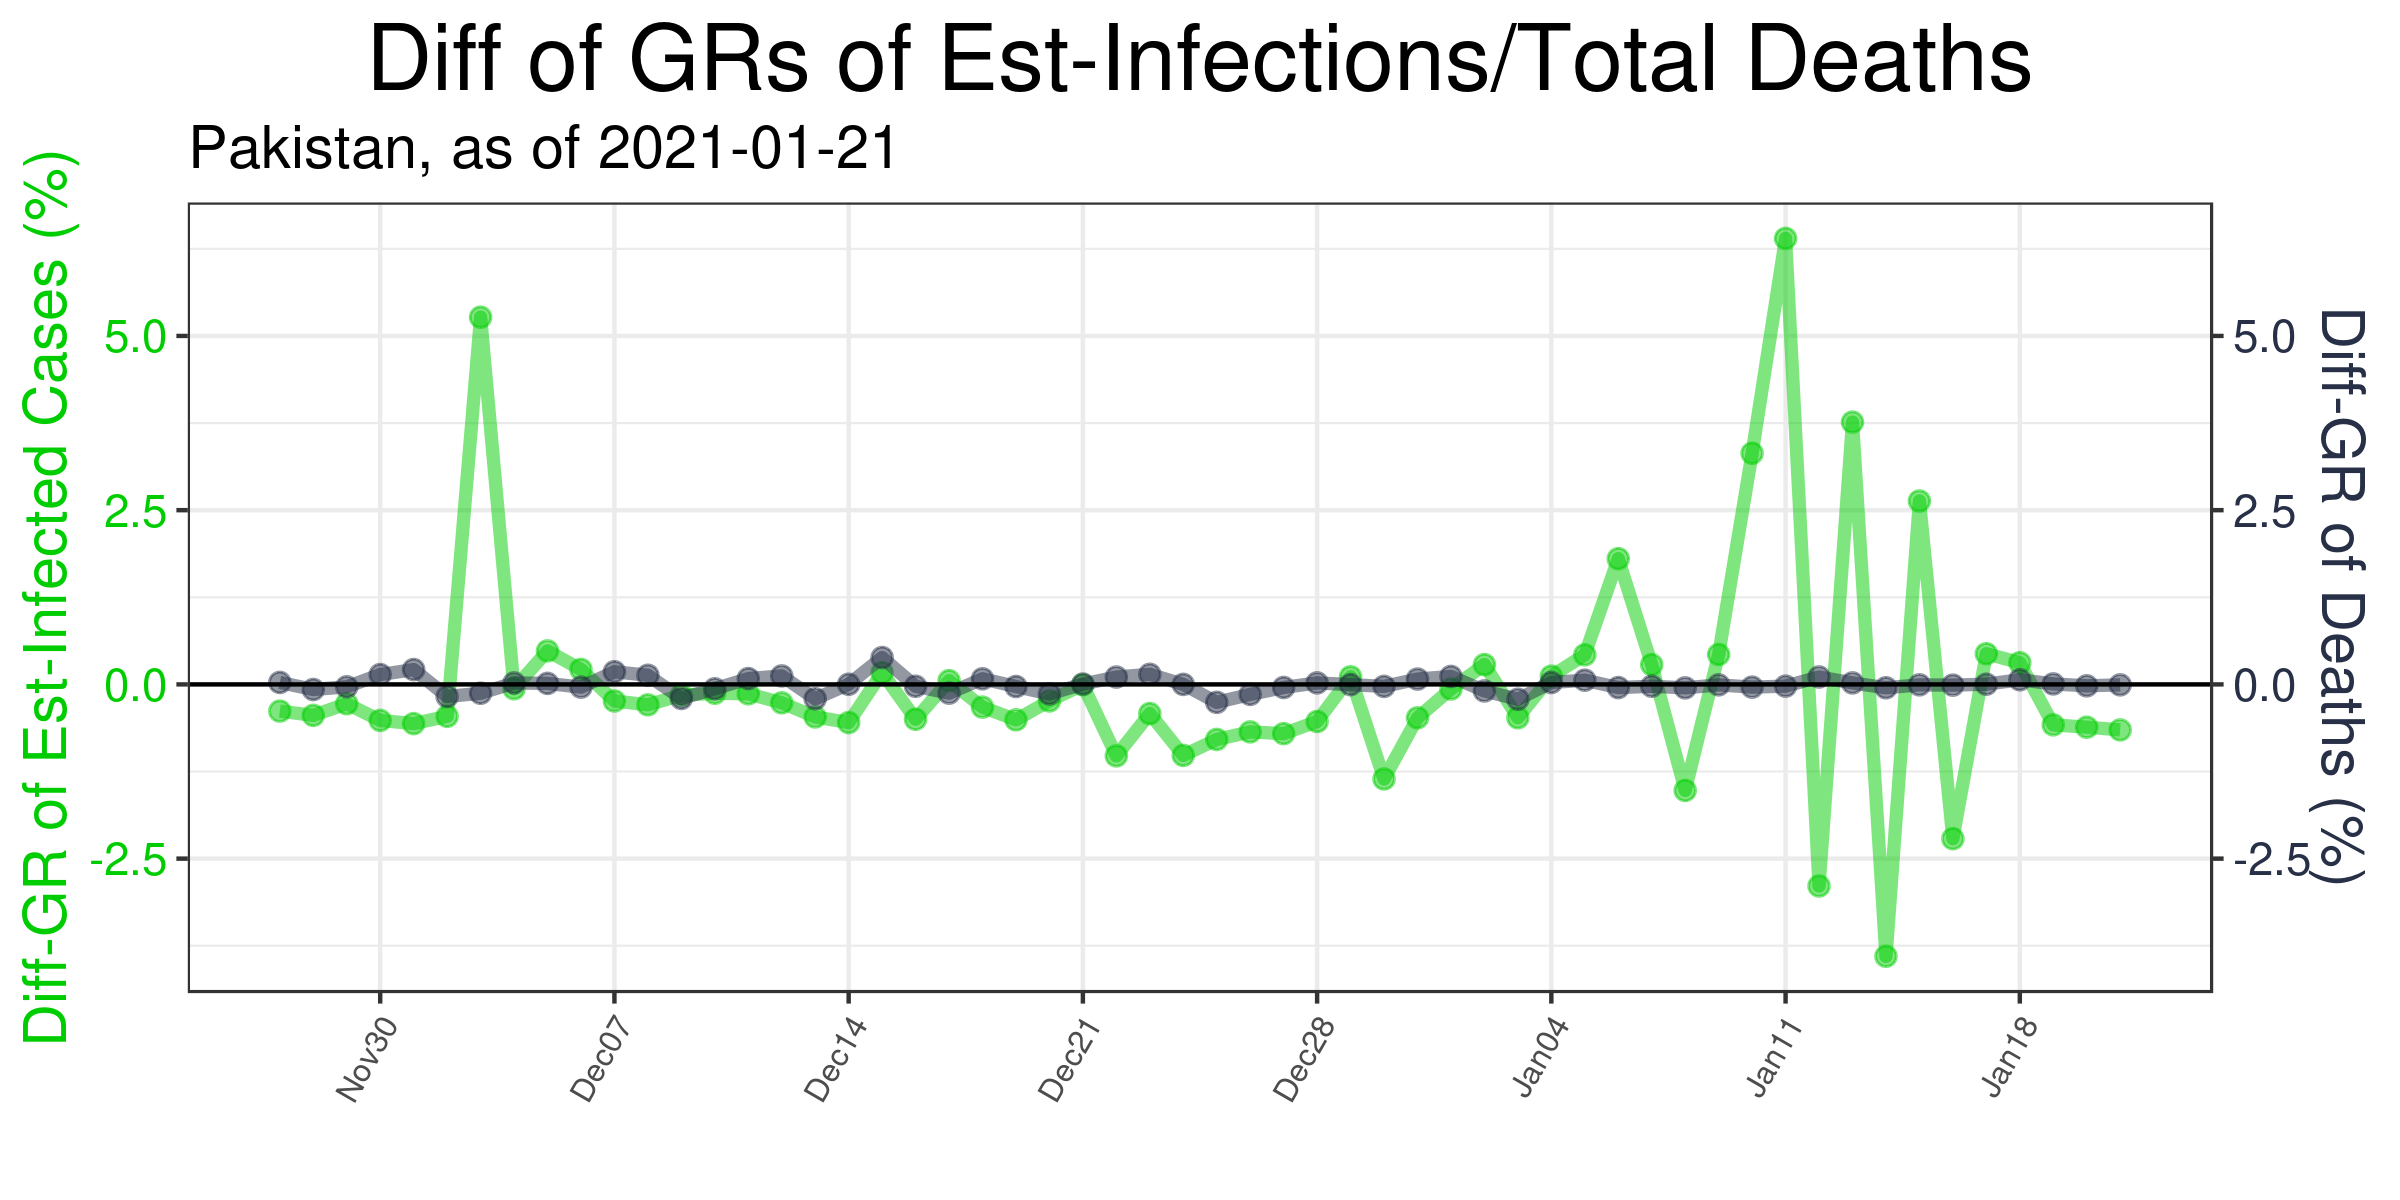 Diff of GRs of Est-Infections/Total Deaths
Pakistan, as of 2021-01-21
Diff-GR of Est-Infected Cases (%)
5.0
2.5
0.0
-2.5
5.0
2.5
0.0
-2.5
Diff-GR of Deaths (%)
Nov30
Dec07
Dec14
Dec21
Dec28
Jan04
Jan11
Jan18